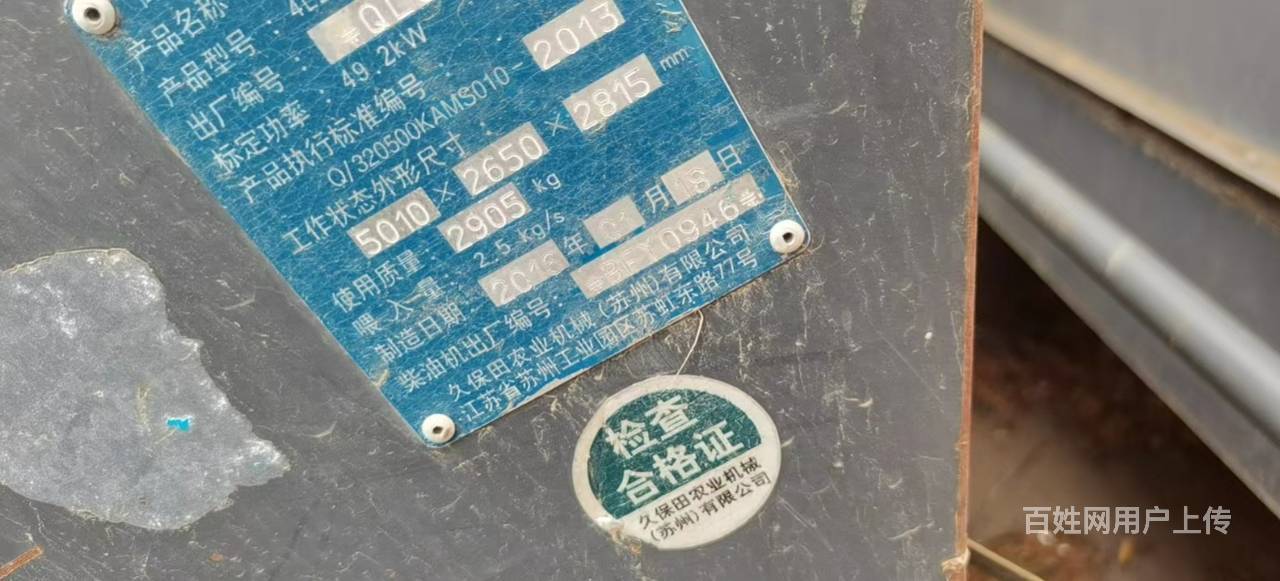 产品名称
产品型号：
出厂编号：
标定功率：49.2kW
产品执行标准编号：
Q/320500KAMS010-2013
工作状态外形尺寸：
5010×2650×2815mm
使用质量：2905kg
喂入量：2.5kg/s
制造日期：年月日
柴油机出厂编号：
久保田农业机械（苏州）有限公司
江苏省苏州工业园区苏虹东路77号
检查
合格证
久保田农业机械
(苏州)有限公司
百姓网用户上传